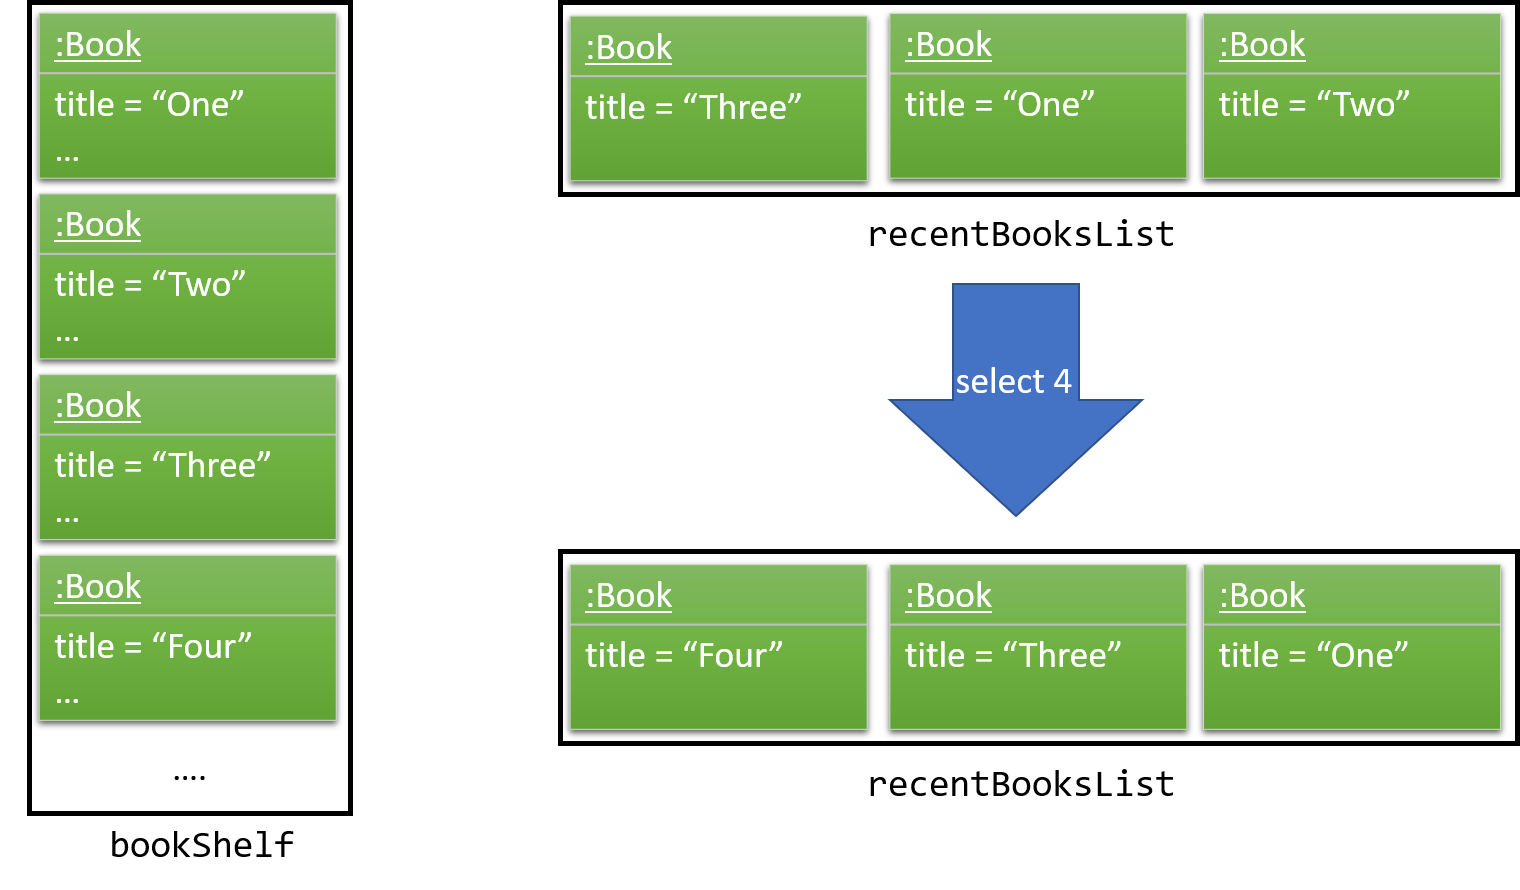 :Book
title = “One”
...
:Book
title = “Two”
...
:Book
title = “Three”
...
:Book
title = “Four”
...
....
bookShelf
:Book
title = “Three”
:Book
title = “One”
:Book
title = “Two”
recentBooksList
select 4
:Book
title = “Four”
:Book
title = “Three”
:Book
title = “One”
recentBooksList